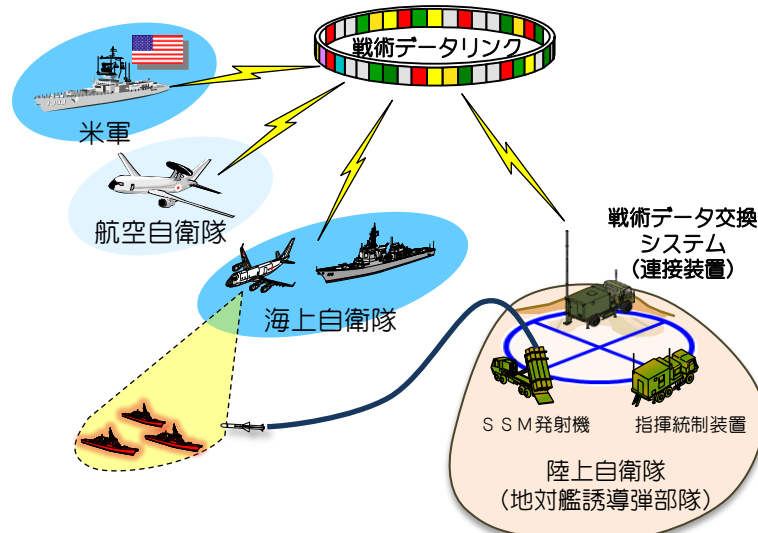 戦術データリンク
米軍
航空自衛隊
海上自衛隊
戦術データ交換
システム
（連接装置）
ＳＳＭ発射機
指揮統制装置
陸上自衛隊
（地対艦誘導弾部隊）